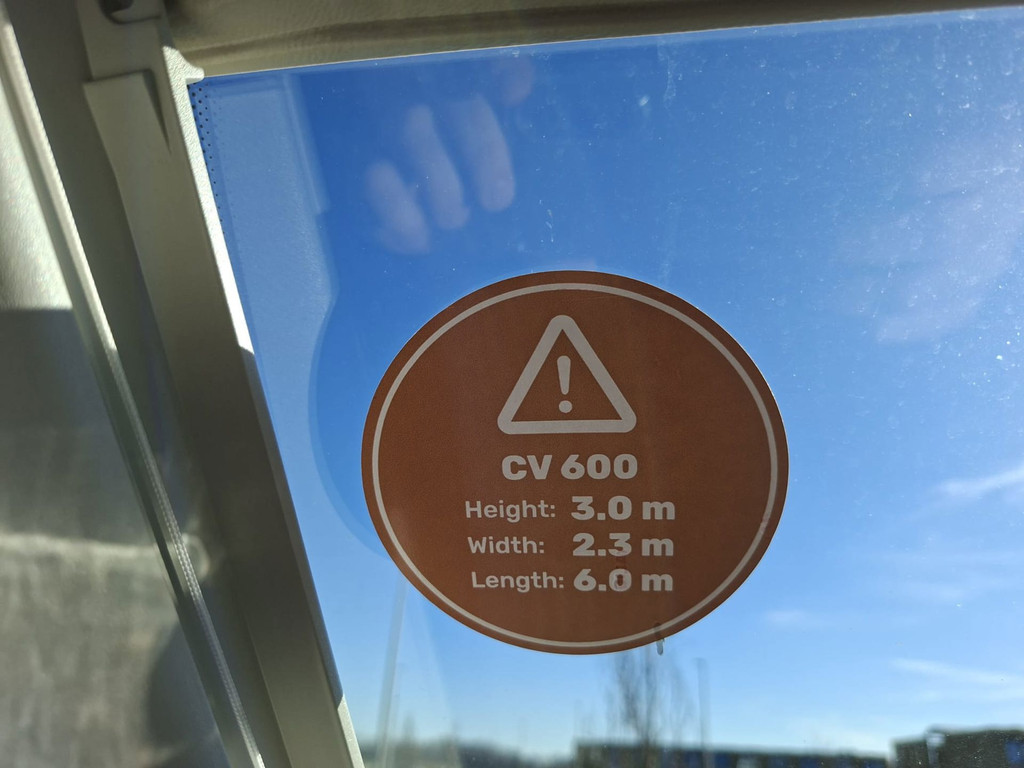 CV 600
Height: 3.0 m
Width: 2.3 m
Length: 6.0 m